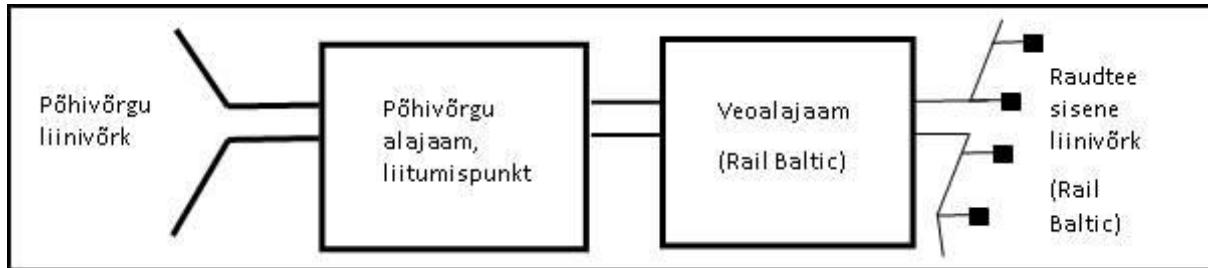 Põhivõrgu
liinivõrk
Põhivõrgu
alajaam,
liitumispunkt
Veoalajaam
(Rail Baltic)
Raudtee
sisene
liinivõrk
(Rail
Baltic)